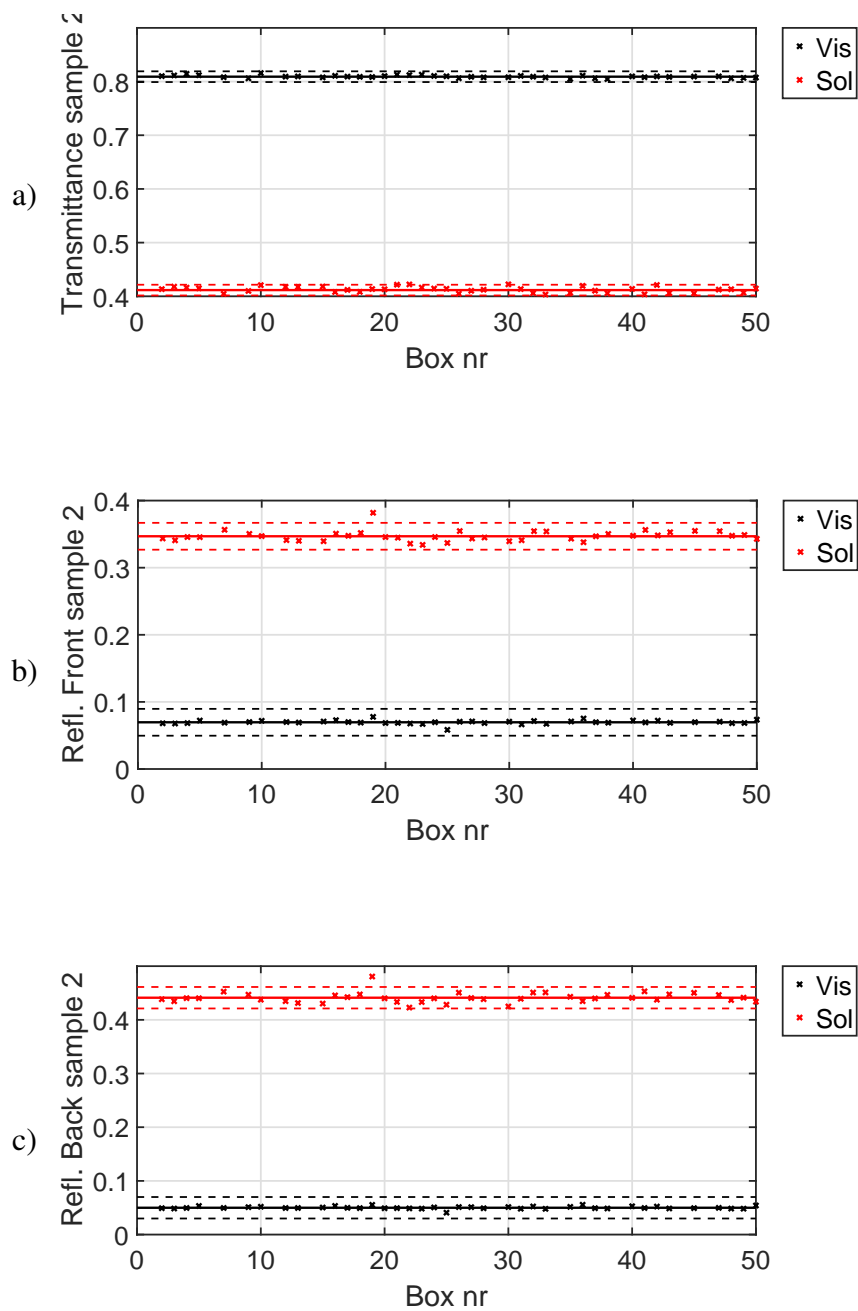 a)
Transmittance sample 2
0.8
0.7
0.6
0.5
0.4
0 10 20 30 40 50
Box nr
Vis
Sol
b)
Refl. Front sample 2
0.4
0.3
0.2
0.1
0
0 10 20 30 40 50
Box nr
Vis
Sol
c)
Refl. Back sample 2
0.4
0.3
0.2
0.1
0
0 10 20 30 40 50
Box nr
Vis
Sol